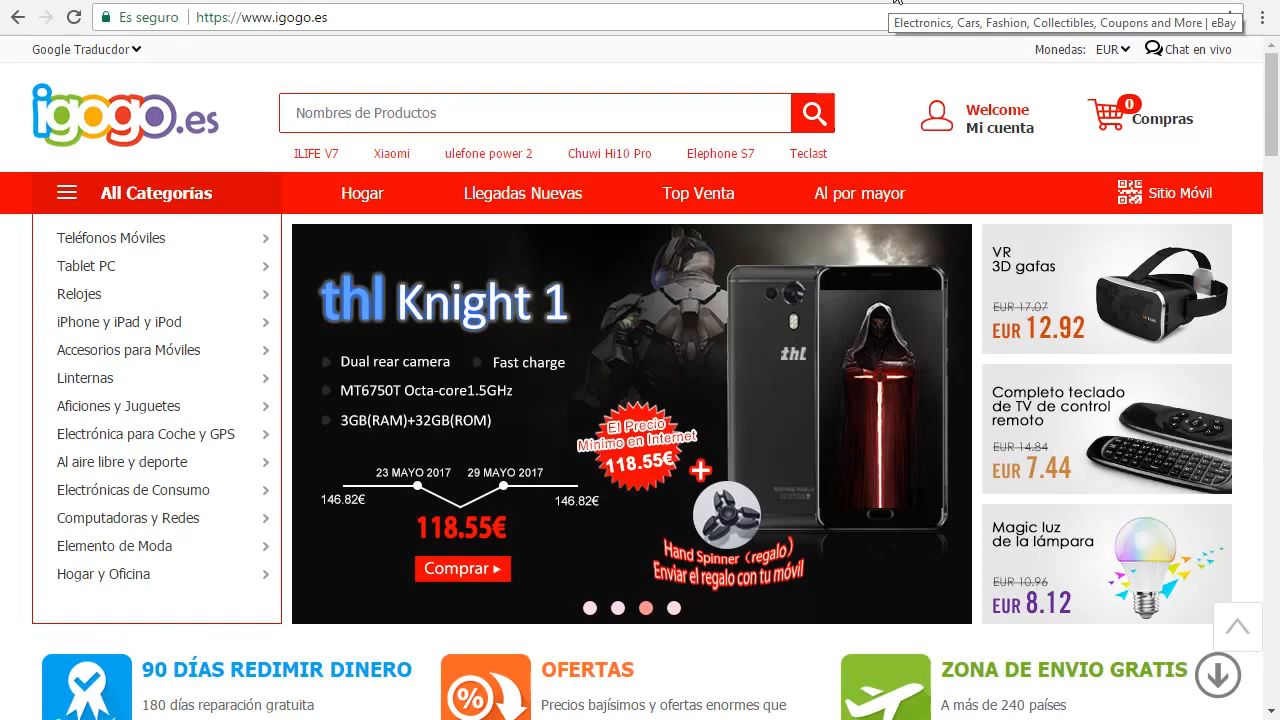 Es seguro
https://www.igogo.es
Electronics, Cars, Fashion, Collectibles, Coupons and More | eBay
Google Traducdor
Monedas: EUR
Chat en vivo
igogo.es
Nombres de Productos
Welcome
Mi cuenta
0
Compras
ILIFE V7
Xiaomi
ulefone power 2
Chuwi Hi10 Pro
Elephone S7
Teclast
All Categorías
Hogar
Llegadas Nuevas
Top Venta
Al por mayor
Sitio Móvil
Teléfonos Móviles
Tablet PC
Relojes
iPhone y iPad y iPod
Accesorios para Móviles
Linternas
Aficiones y Juguetes
Electrónica para Coche y GPS
Al aire libre y deporte
Electrónicas de Consumo
Computadoras y Redes
Elemento de Moda
Hogar y Oficina
thl Knight 1
Dual rear camera
Fast charge
MT6750T Octa-core1.5GHz
3GB(RAM)+32GB(ROM)
23 MAYO 2017
29 MAYO 2017
146.82€
146.82€
118.55€
Comprar
El Precio
Minimo en Internet
118.55€
+
thl
Hand Spinner (regalo)
Enviar el regalo con tu móvil
VR
3D gafas
EUR 17.07
EUR 12.92
Completo teclado
de TV de control
remoto
EUR 14.84
EUR 7.44
Magic luz
de la lámpara
EUR 10.96
EUR 8.12
90 DÍAS REDIMIR DINERO
180 días reparación gratuita
%
OFERTAS
Precios bajísimos y ofertas enormes que
ZONA DE ENVIO GRATIS
A más de 240 países